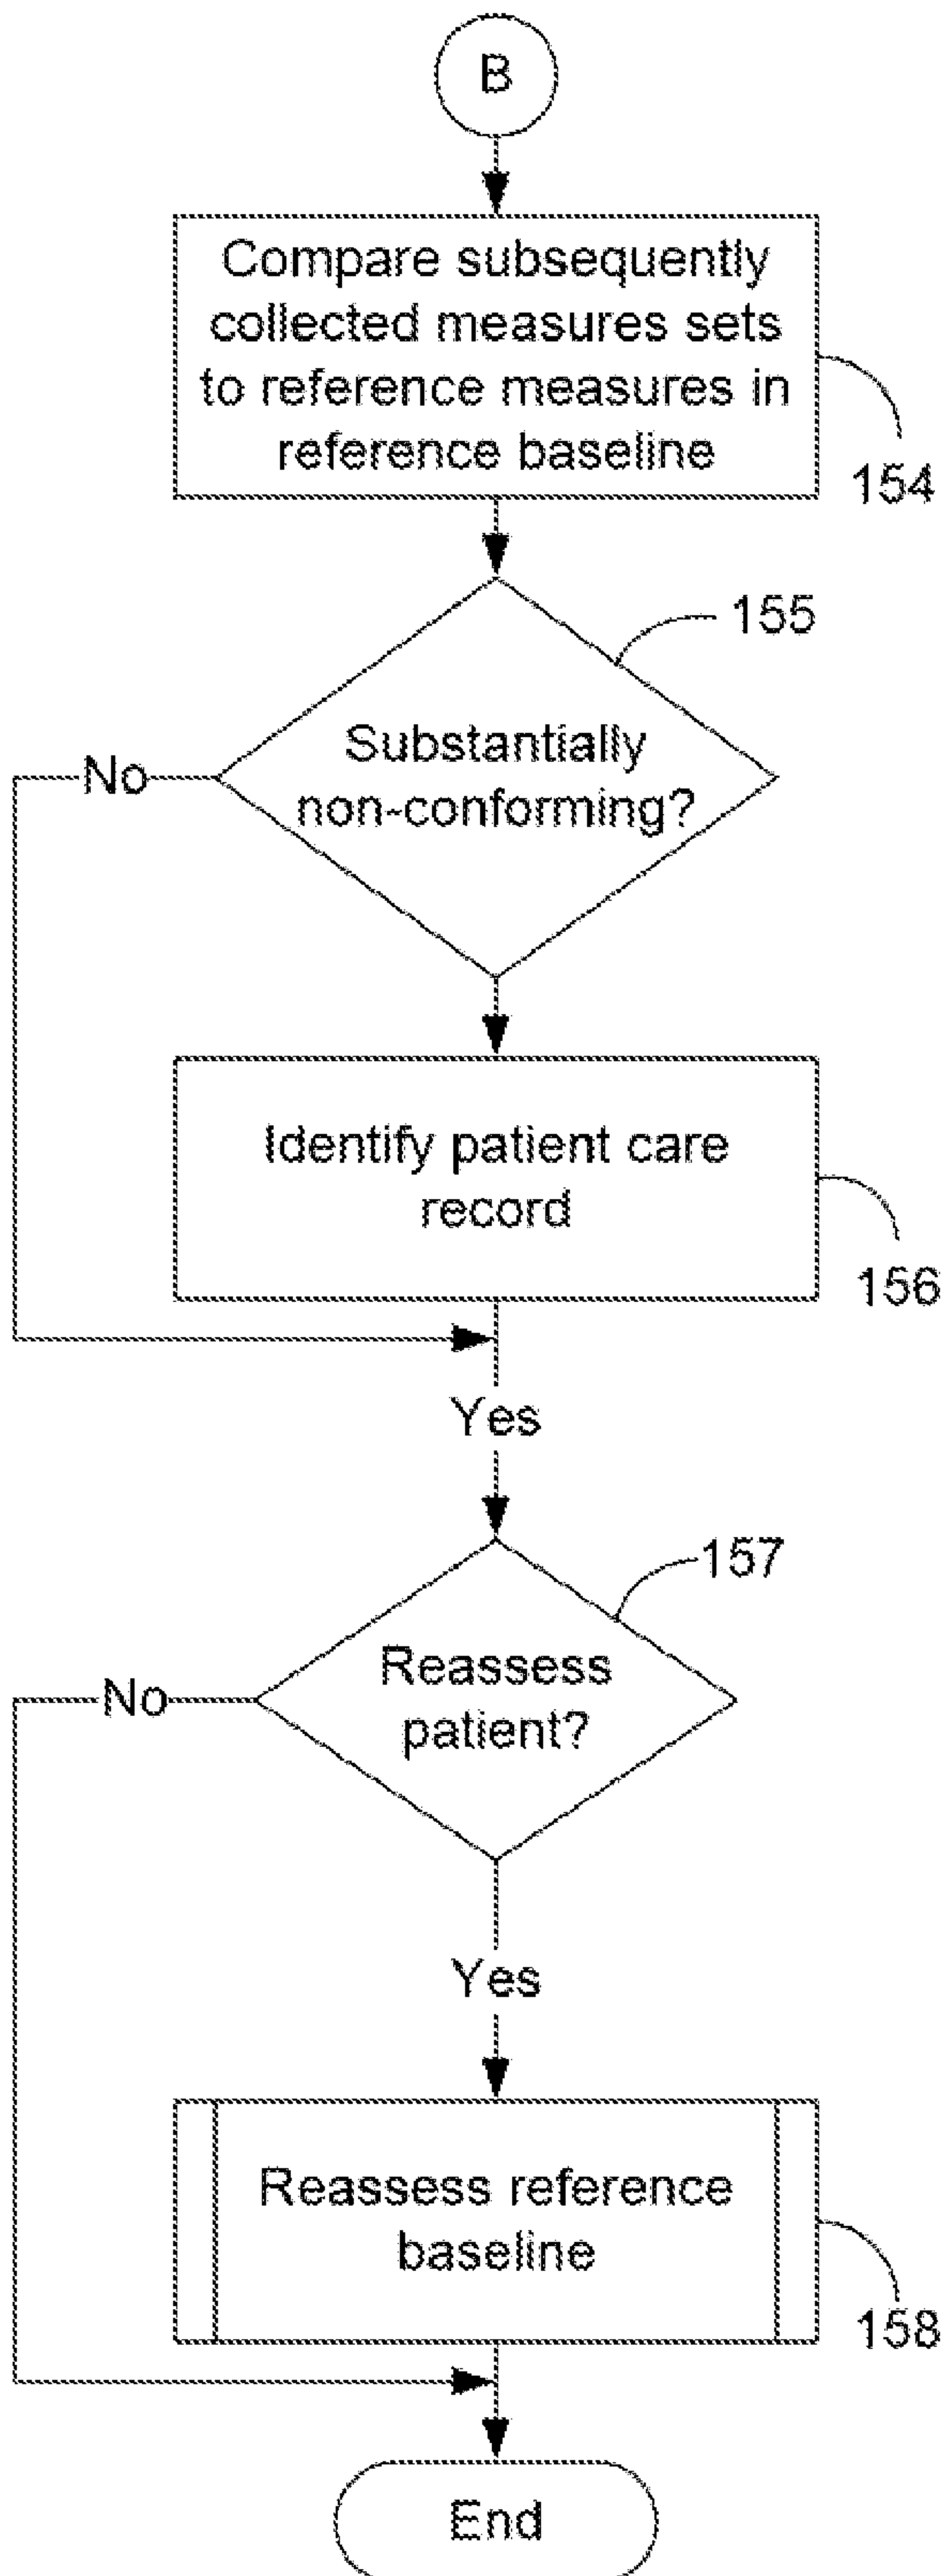 B
Compare subsequently
collected measures sets
to reference measures in
reference baseline
154
155
Substantially
non-conforming?
No
Identify patient care
record
156
Yes
157
Reassess
patient?
No
Yes
Reassess reference
baseline
158
End